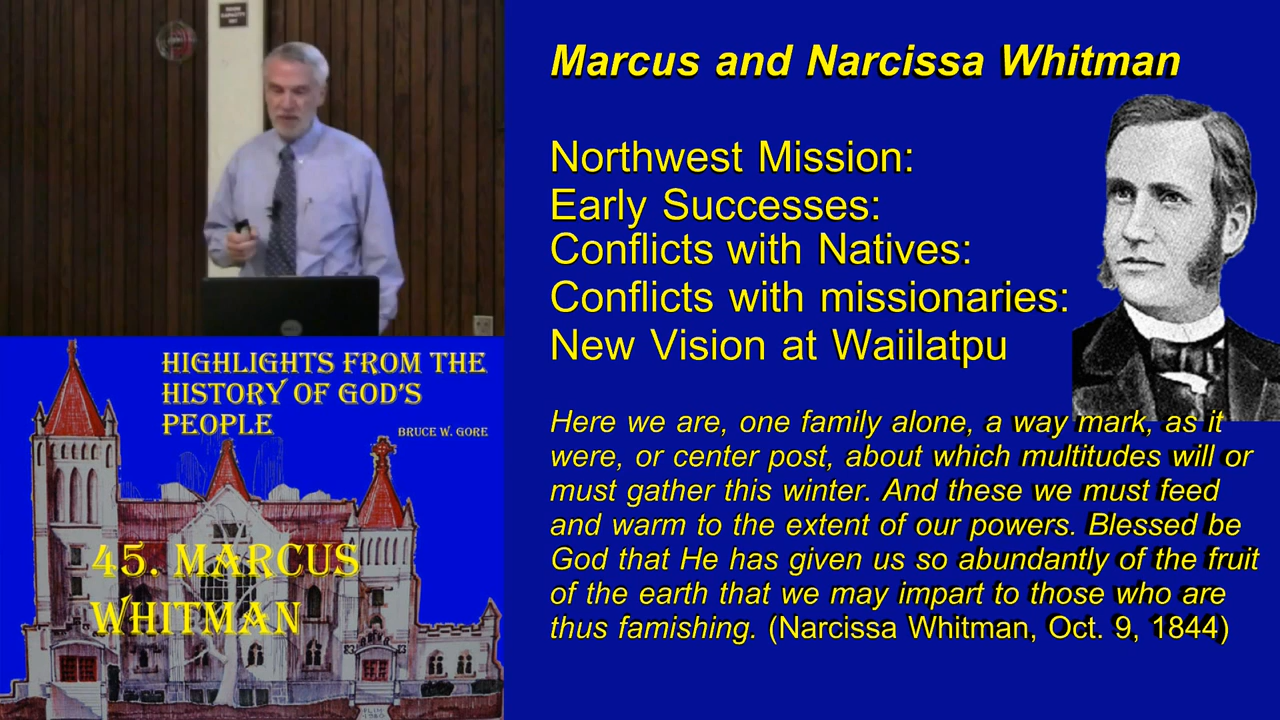 Marcus and Narcissa Whitman
Northwest Mission:
Early Successes:
Conflicts with Natives:
Conflicts with missionaries:
New Vision at Waiilatpu
Here we are, one family alone, a way mark, as it
were, or center post, about which multitudes will or
must gather this winter. And these we must feed
and warm to the extent of our powers. Blessed be
God that He has given us so abundantly of the fruit
of the earth that we may impart to those who are
thus famishing. (Narcissa Whitman, Oct. 9, 1844)
HIGHLIGHTS FROM THE
HISTORY OF GOD'S
PEOPLE
BRUCE W. GORE
45. MARCUS
WHITMAN